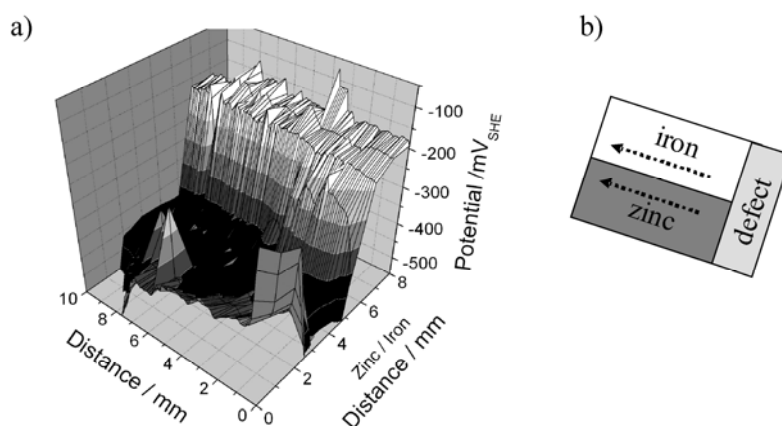 a)
b)
-100
-200
-300
-400
-500
Potential /mV_SHE
10
8
6
4
2
0
Distance / mm
0
2
4
6
8
Zinc / Iron
Distance / mm
iron
zinc
defect